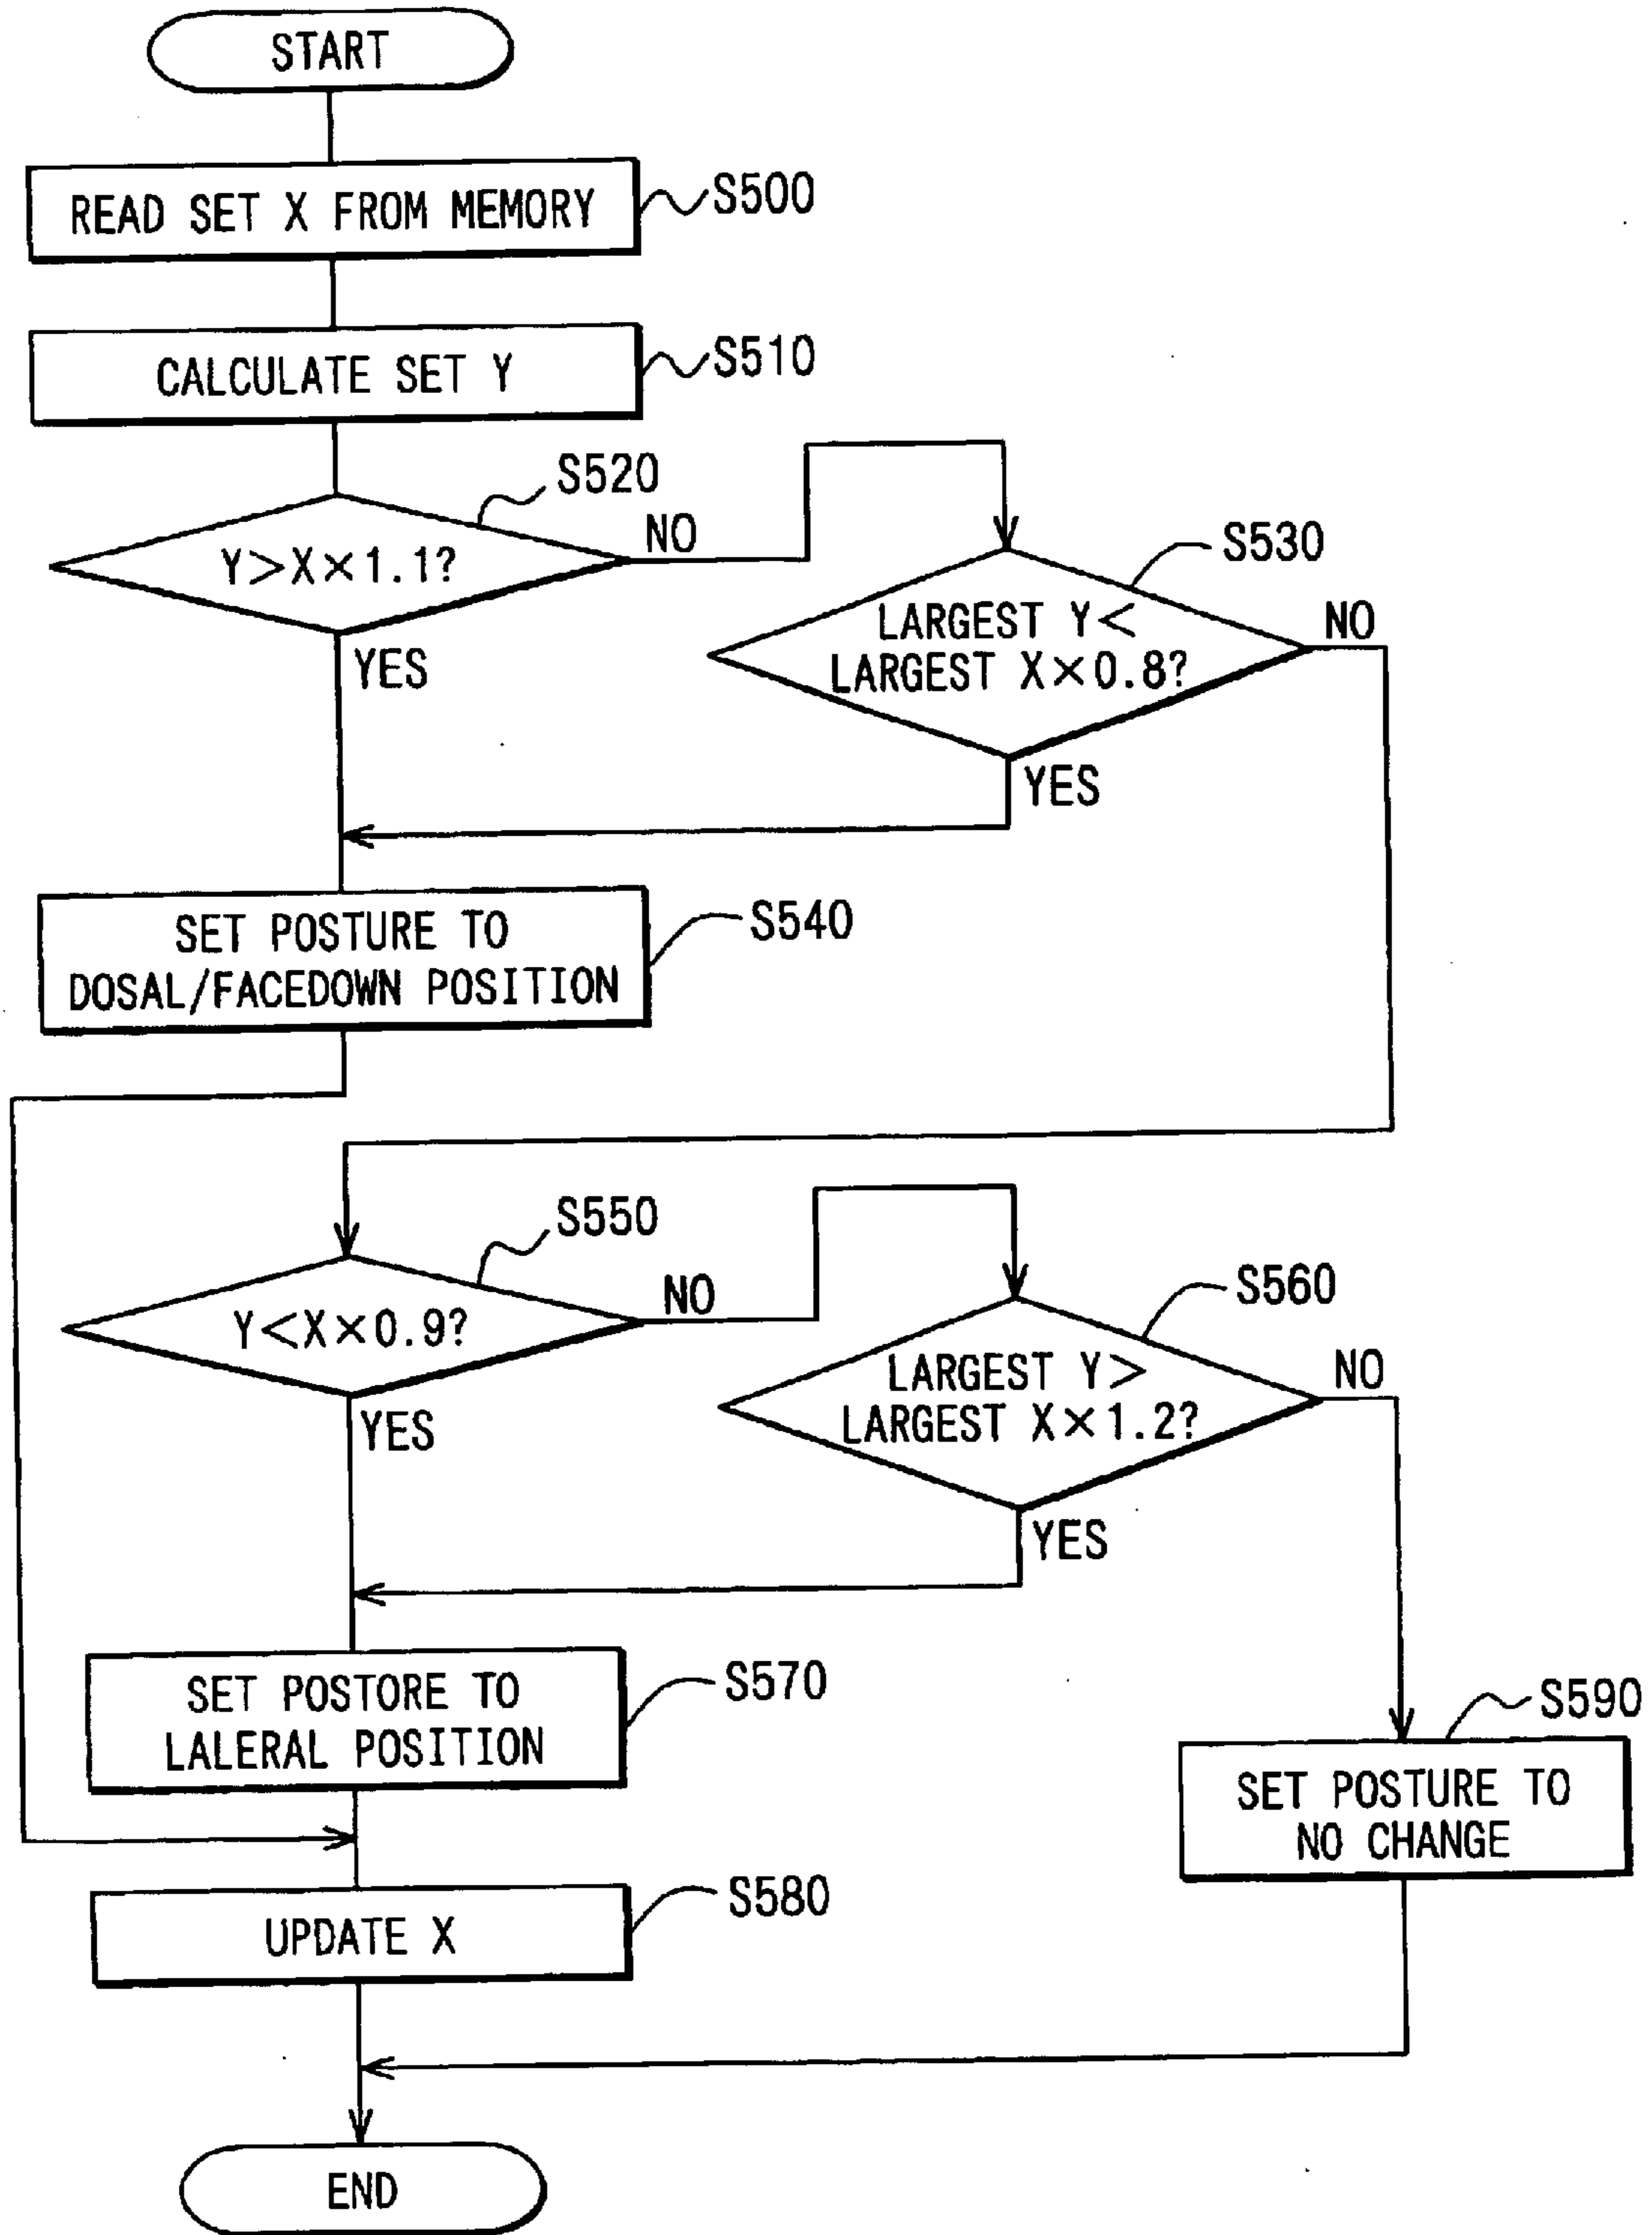 START
READ SET X FROM MEMORY
S500
CALCULATE SET Y
S510
S520
Y>X×1.1?
NO
YES
S530
LARGEST Y<
LARGEST X×0.8?
NO
YES
SET POSTURE TO
DOSAL/FACEDOWN POSITION
S540
S550
Y<X×0.9?
NO
YES
S560
LARGEST Y>
LARGEST X×1.2?
NO
YES
SET POSTORE TO
LALERAL POSITION
S570
S590
SET POSTURE TO
NO CHANGE
UPDATE X
S580
END